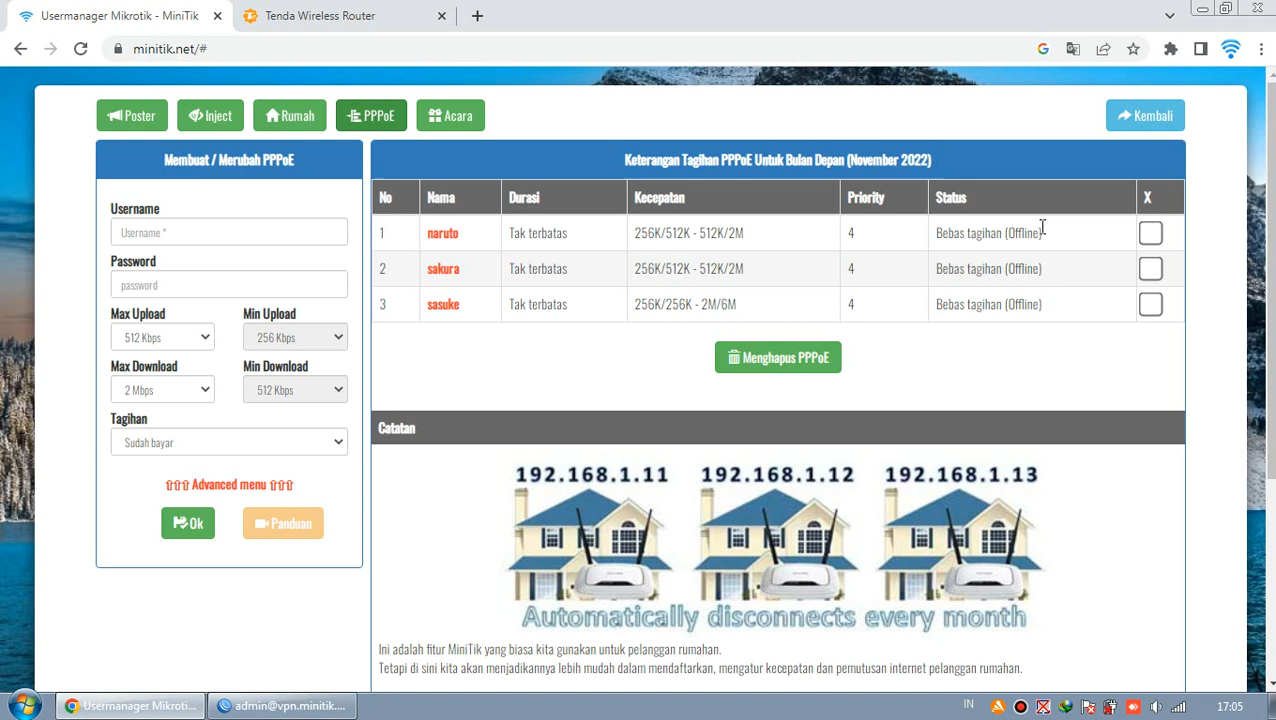 Usermanager Mikrotik - MiniTik
Tenda Wireless Router
minitik.net/#
Poster
Inject
Rumah
PPPoE
Acara
Kembali
Membuat / Merubah PPPoE
Username
Username *
Password
password
Max Upload
Min Upload
512 Kbps
256 Kbps
Max Download
Min Download
2 Mbps
512 Kbps
Tagihan
Sudah bayar
⇧⇧⇧ Advanced menu ⇧⇧⇧
Ok
Panduan
Keterangan Tagihan PPPoE Untuk Bulan Depan (November 2022)
No Nama Durasi Kecepatan Priority Status X
1 naruto Tak terbatas 256K/512K - 512K/2M 4 Bebas tagihan (Offline)
2 sakura Tak terbatas 256K/512K - 512K/2M 4 Bebas tagihan (Offline)
3 sasuke Tak terbatas 256K/256K - 2M/6M 4 Bebas tagihan (Offline)
Menghapus PPPoE
Catatan
192.168.1.11 192.168.1.12 192.168.1.13
Automatically disconnects every month
Ini adalah fitur MiniTik yang biasa kita gunakan untuk pelanggan rumahan.
Tetapi di sini kita akan menjadikannya lebih mudah dalam mendaftarkan, mengatur kecepatan dan pemutusan internet pelanggan rumahan.
Usermanager Mikroti...
admin@vpn.minitik....
IN
17:05